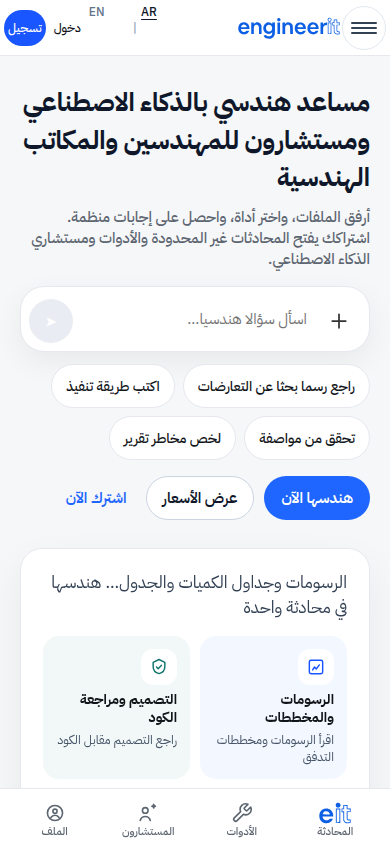 engineerit
AR | EN
دخول
تسجيل
مساعد هندسي بالذكاء الاصطناعي
ومستشارون للمهندسين والمكاتب
الهندسية
أرفق الملفات، واختر أداة، واحصل على إجابات منظمة.
اشتراكك يفتح المحادثات غير المحدودة والأدوات ومستشاري
الذكاء الاصطناعي.
اسأل سؤالا هندسيا...
راجع رسما بحثا عن التعارضات
اكتب طريقة تنفيذ
تحقق من مواصفة
لخص مخاطر تقرير
هندسها الآن
عرض الأسعار
اشترك الآن
الرسومات وجداول الكميات والجدول... هندسها
في محادثة واحدة
الرسومات
والمخططات
اقرأ الرسومات ومخططات
التدفق
التصميم ومراجعة
الكود
راجع التصميم مقابل الكود
eit
المحادثة
الأدوات
المستشارون
الملف